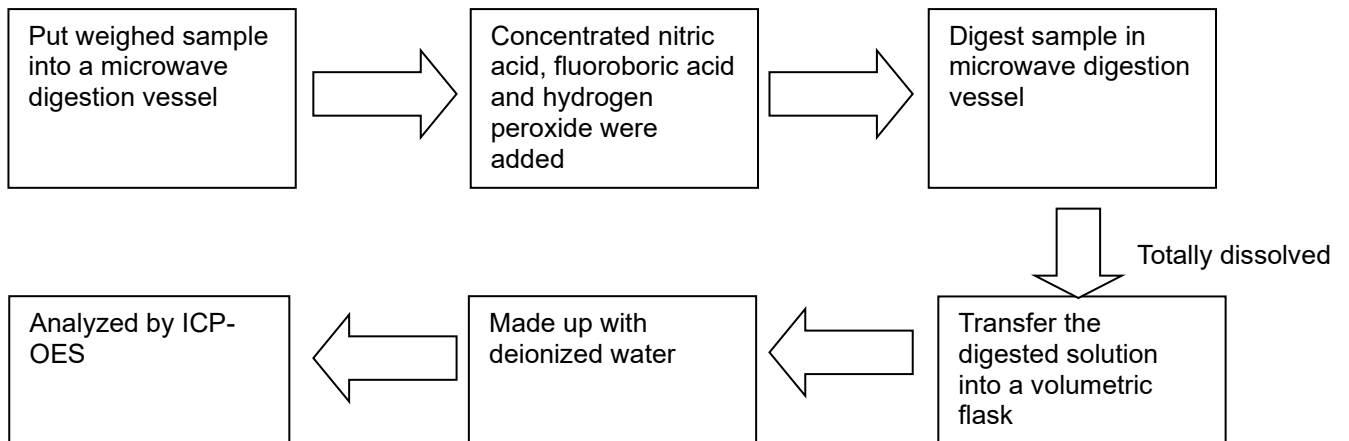 Put weighed sample
into a microwave
digestion vessel
Concentrated nitric
acid, fluoroboric acid
and hydrogen
peroxide were
added
Digest sample in
microwave digestion
vessel
Totally dissolved
Transfer the
digested solution
into a volumetric
flask
Made up with
deionized water
Analyzed by ICP-
OES